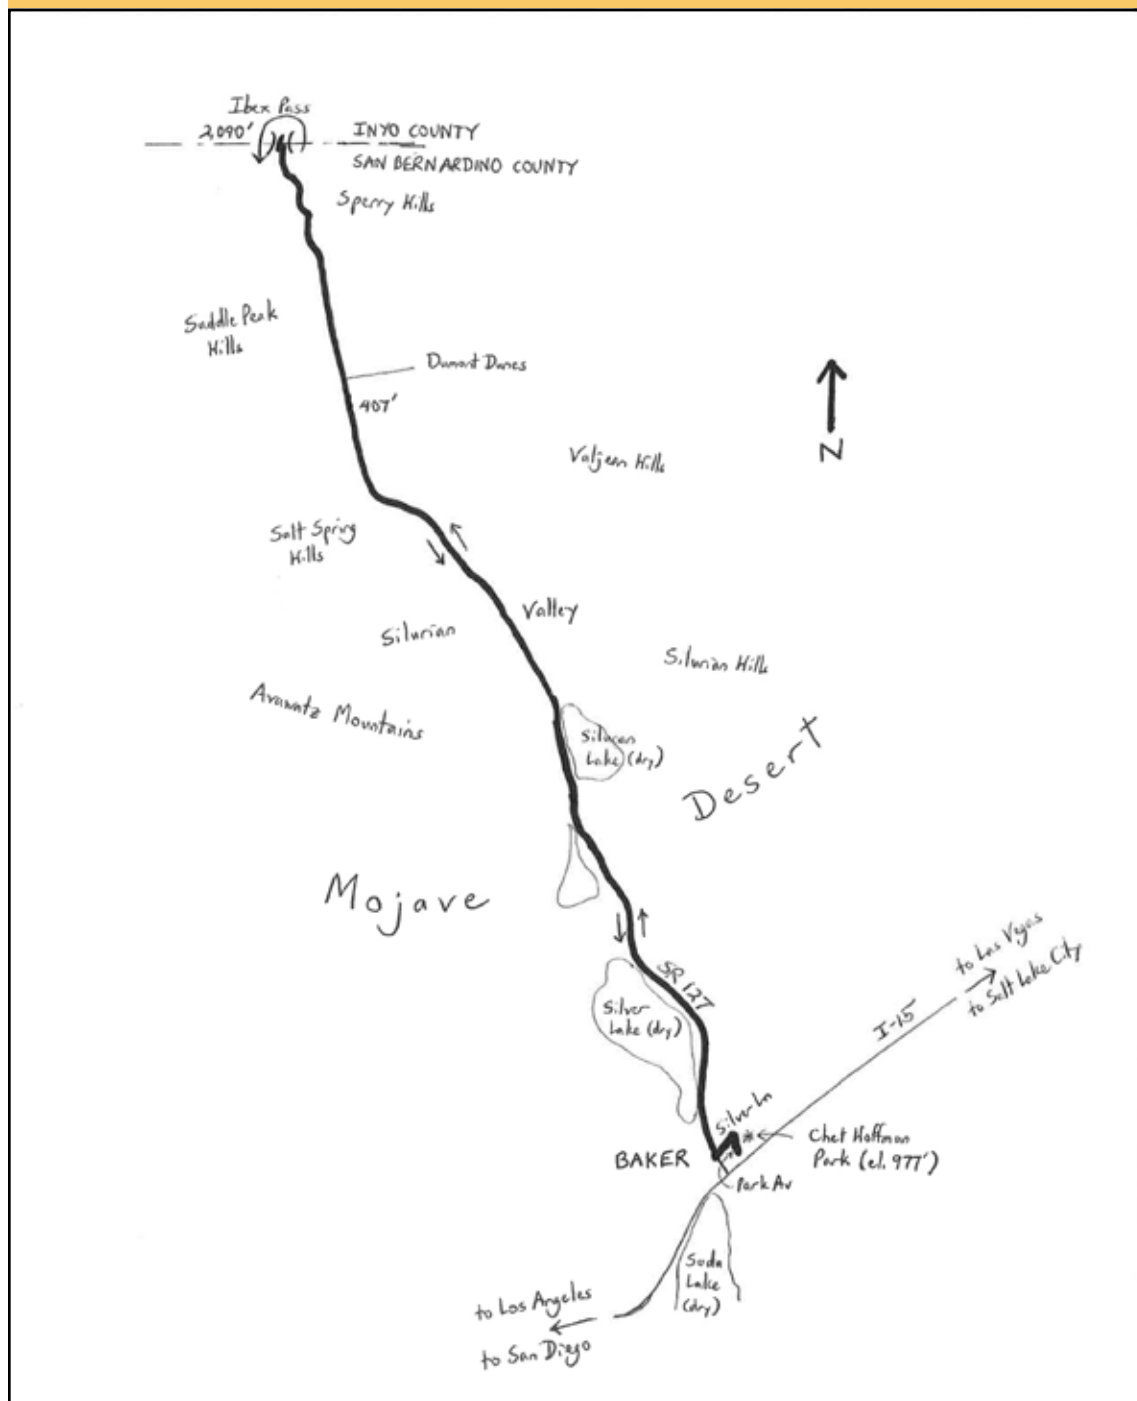 Ibex Pass
2,090'
INYO COUNTY
SAN BERNARDINO COUNTY
Sperry Hills
Saddle Peak
Hills
Dumont Dunes
407'
N
Valjean Hills
Salt Spring
Hills
Silurian
Valley
Silurian Hills
Avawatz Mountains
Silurian
Lake (dry)
Desert
Mojave
to Las Vegas
to Salt Lake City
SR 127
I-15
Silver
Lake (dry)
Silver Ln
Chet Hoffman
Park (el. 977')
BAKER
Park Av
Soda
Lake
(dry)
to Los Angeles
to San Diego